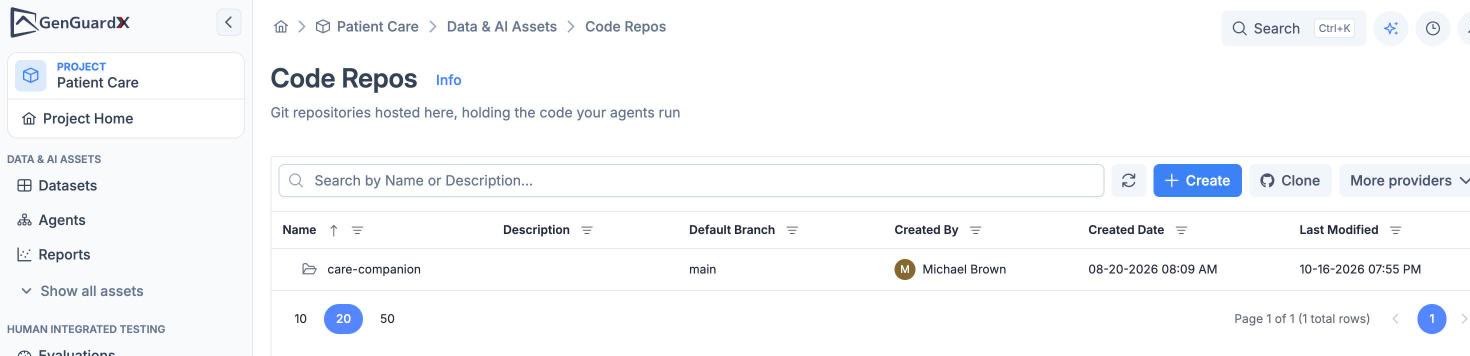 GenGuardX
PROJECT
Patient Care
Project Home
DATA & AI ASSETS
Datasets
Agents
Reports
Show all assets
HUMAN INTEGRATED TESTING
Evaluations
Patient Care Data & AI Assets Code Repos
Search Ctrl+K
Code Repos Info
Git repositories hosted here, holding the code your agents run
Search by Name or Description...
Create Clone More providers
Name Description Default Branch Created By Created Date Last Modified
care-companion main M Michael Brown 08-20-2026 08:09 AM 10-16-2026 07:55 PM
10 20 50 Page 1 of 1 (1 total rows) 1